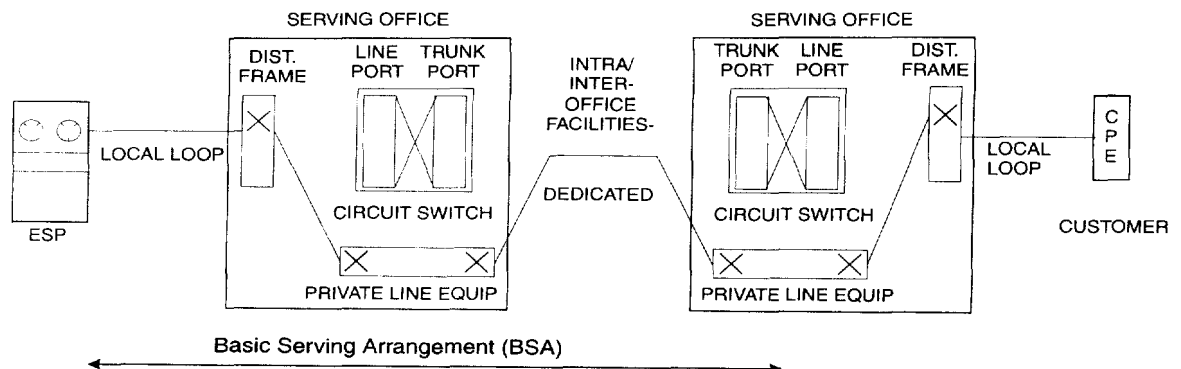 SERVING OFFICE
SERVING OFFICE
DIST.
FRAME
LINE
PORT
TRUNK
PORT
INTRA/
INTER-
OFFICE
FACILITIES-
TRUNK
PORT
LINE
PORT
DIST.
FRAME
C
P
E
LOCAL LOOP
LOCAL
LOOP
DEDICATED
CIRCUIT SWITCH
CIRCUIT SWITCH
ESP
CUSTOMER
PRIVATE LINE EQUIP
PRIVATE LINE EQUIP
Basic Serving Arrangement (BSA)